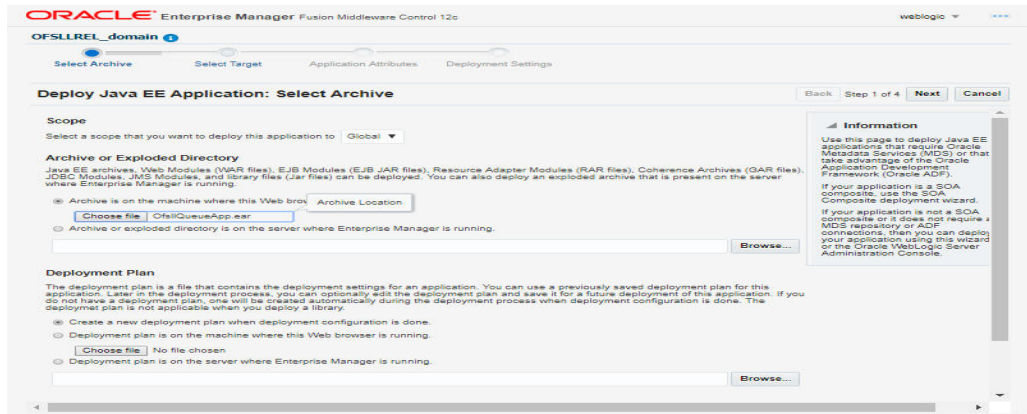 ORACLE Enterprise Manager Fusion Middleware Control 12c
weblogic
OFSLLREL_domain
Select Archive
Select Target
Application Attributes
Deployment Settings
Deploy Java EE Application: Select Archive
Back Step 1 of 4 Next Cancel
Scope
Select a scope that you want to deploy this application to Global
Archive or Exploded Directory
Java EE archives, Web Modules (WAR files), EJB Modules (EJB JAR files), Resource Adapter Modules (RAR files), Coherence Archives (GAR files),
JDBC Modules, JMS Modules, and library files (Jar files) can be deployed. You can also deploy an exploded archive that is present on the server
where Enterprise Manager is running.
Archive is on the machine where this Web brow
Archive Location
Choose file OfsllQueueApp.ear
Archive or exploded directory is on the server where Enterprise Manager is running.
Browse...
Deployment Plan
The deployment plan is a file that contains the deployment settings for an application. You can use a previously saved deployment plan for this
application. Later in the deployment process, you can optionally edit the deployment plan and save it for a future deployment of this application. If you
do not have a deployment plan, one will be created automatically during the deployment process when deployment configuration is done. The
deploymet plan is not applicable when you deploy a library.
Create a new deployment plan when deployment configuration is done.
Deployment plan is on the machine where this Web browser is running.
Choose file No file chosen
Deployment plan is on the server where Enterprise Manager is running.
Browse...
Information
Use this page to deploy Java EE
applications that require Oracle
Metadata Services (MDS) or that
take advantage of the Oracle
Application Development
Framework (Oracle ADF).
If your application is a SOA
composite, use the SOA
Composite deployment wizard.
If your application is not a SOA
composite or it does not require a
MDS repository or ADF
connections, then you can deploy
your application using this wizard
or the Oracle WebLogic Server
Administration Console.